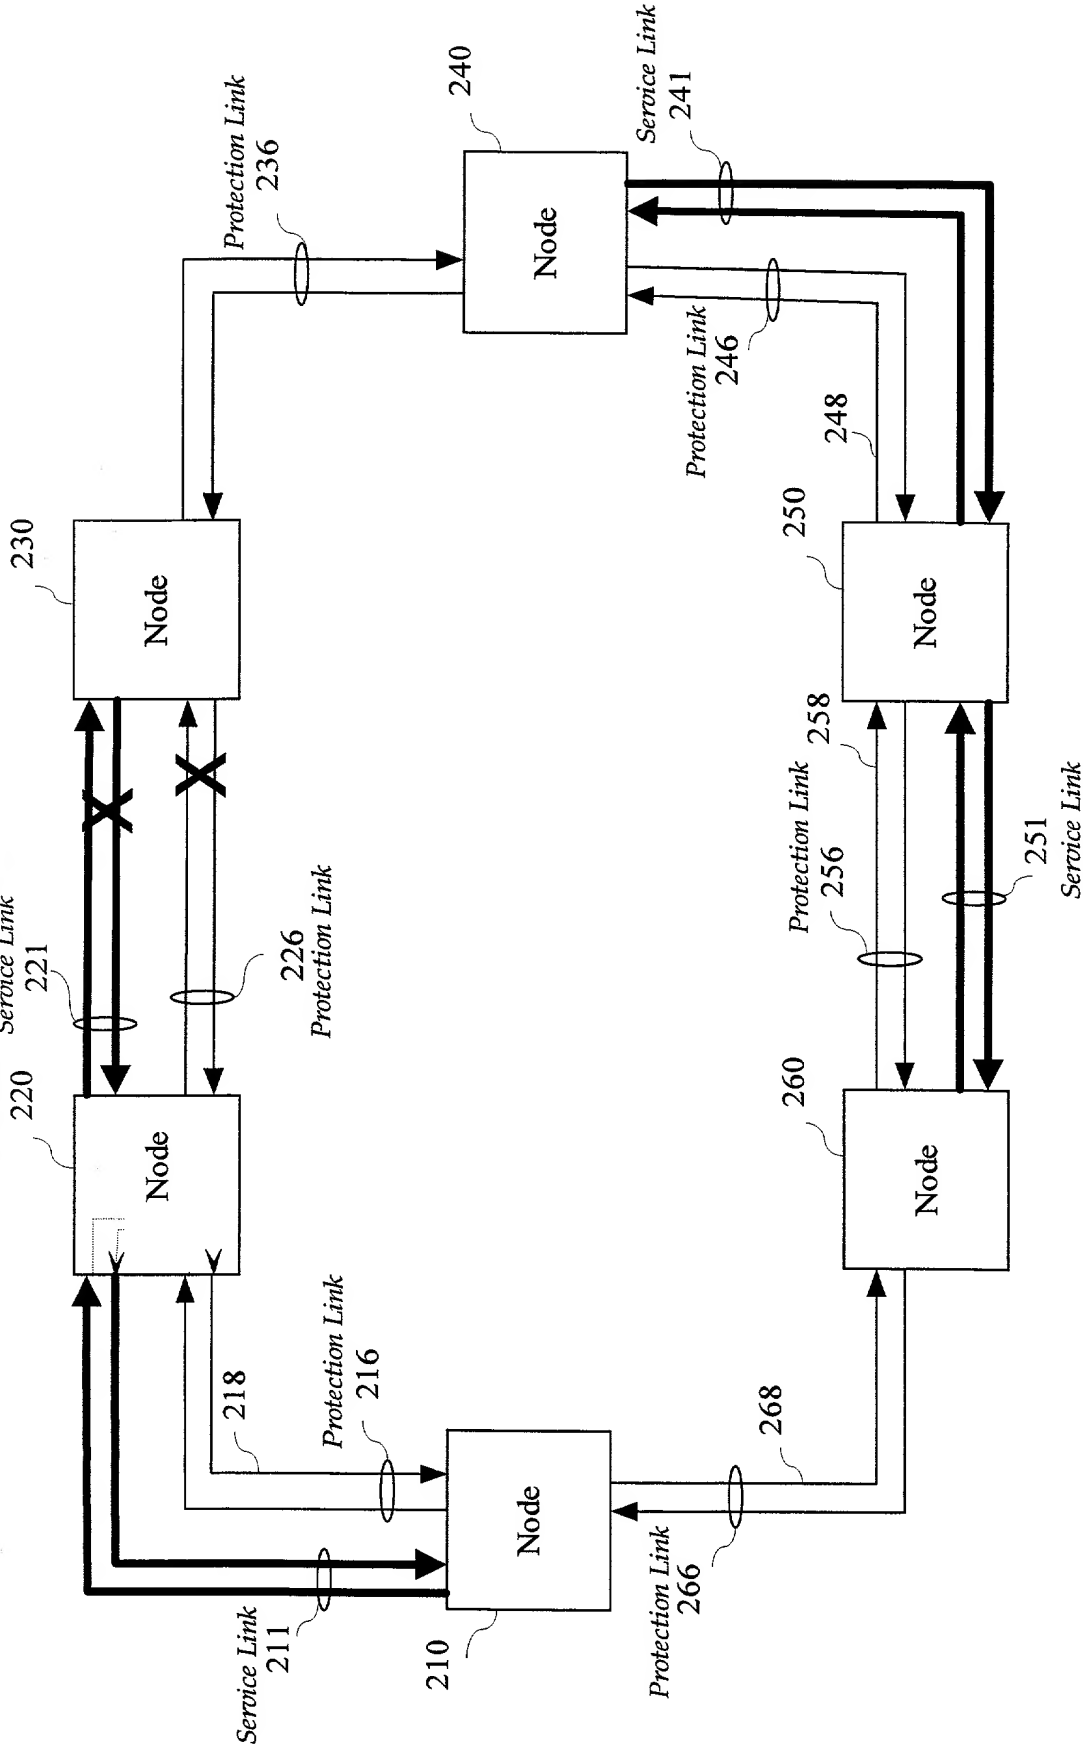 Service Link
221
220
230
Node
Node
226
Protection Link
Service Link
211
218
Protection Link
216
Protection Link
236
210
Node
240
Node
Protection Link
266
268
Protection Link
246
Service Link
241
248
260
Node
Protection Link
256
258
250
Node
251
Service Link